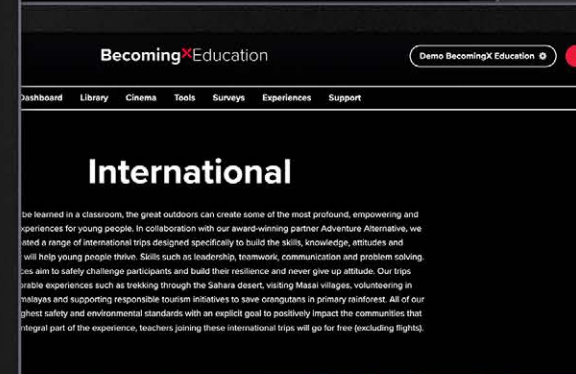 Becoming×Education
Demo BecomingX Education
Dashboard Library Cinema Tools Surveys Experiences Support
International
be learned in a classroom, the great outdoors can create some of the most profound, empowering and
xperiences for young people. In collaboration with our award-winning partner Adventure Alternative, we
ated a range of international trips designed specifically to build the skills, knowledge, attitudes and
will help young people thrive. Skills such as leadership, teamwork, communication and problem solving.
ces aim to safely challenge participants and build their resilience and never give up attitude. Our trips
orable experiences such as trekking through the Sahara desert, visiting Masai villages, volunteering in
malayas and supporting responsible tourism initiatives to save orangutans in primary rainforest. All of our
ghest safety and environmental standards with an explicit goal to positively impact the communities that
ntegral part of the experience, teachers joining these international trips will go for free (excluding flights).